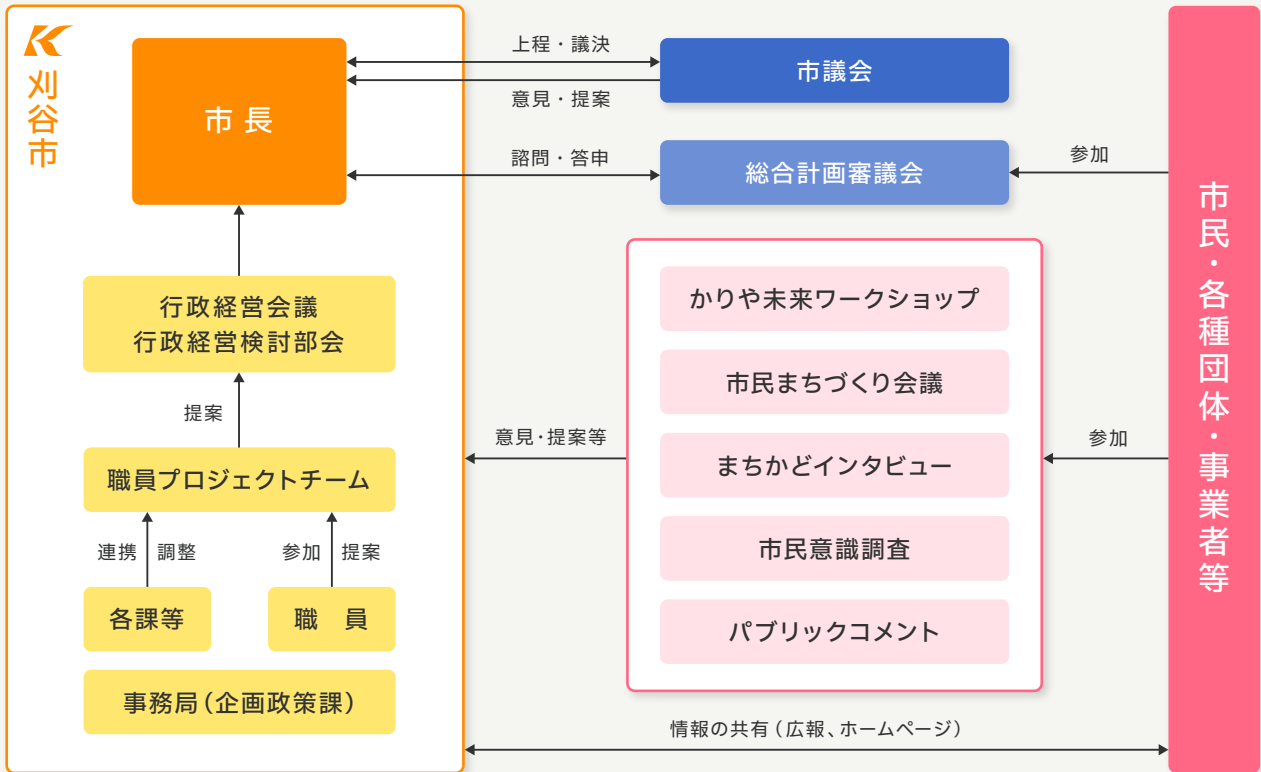 刈谷市
市長
上程・議決
意見・提案
市議会
諮問・答申
総合計画審議会
参加
行政経営会議
行政経営検討部会
提案
職員プロジェクトチーム
連携 調整
参加 提案
各課等
職 員
事務局（企画政策課）
意見・提案等
かりや未来ワークショップ
市民まちづくり会議
まちかどインタビュー
市民意識調査
パブリックコメント
参加
市民・各種団体・事業者等
情報の共有（広報、ホームページ）